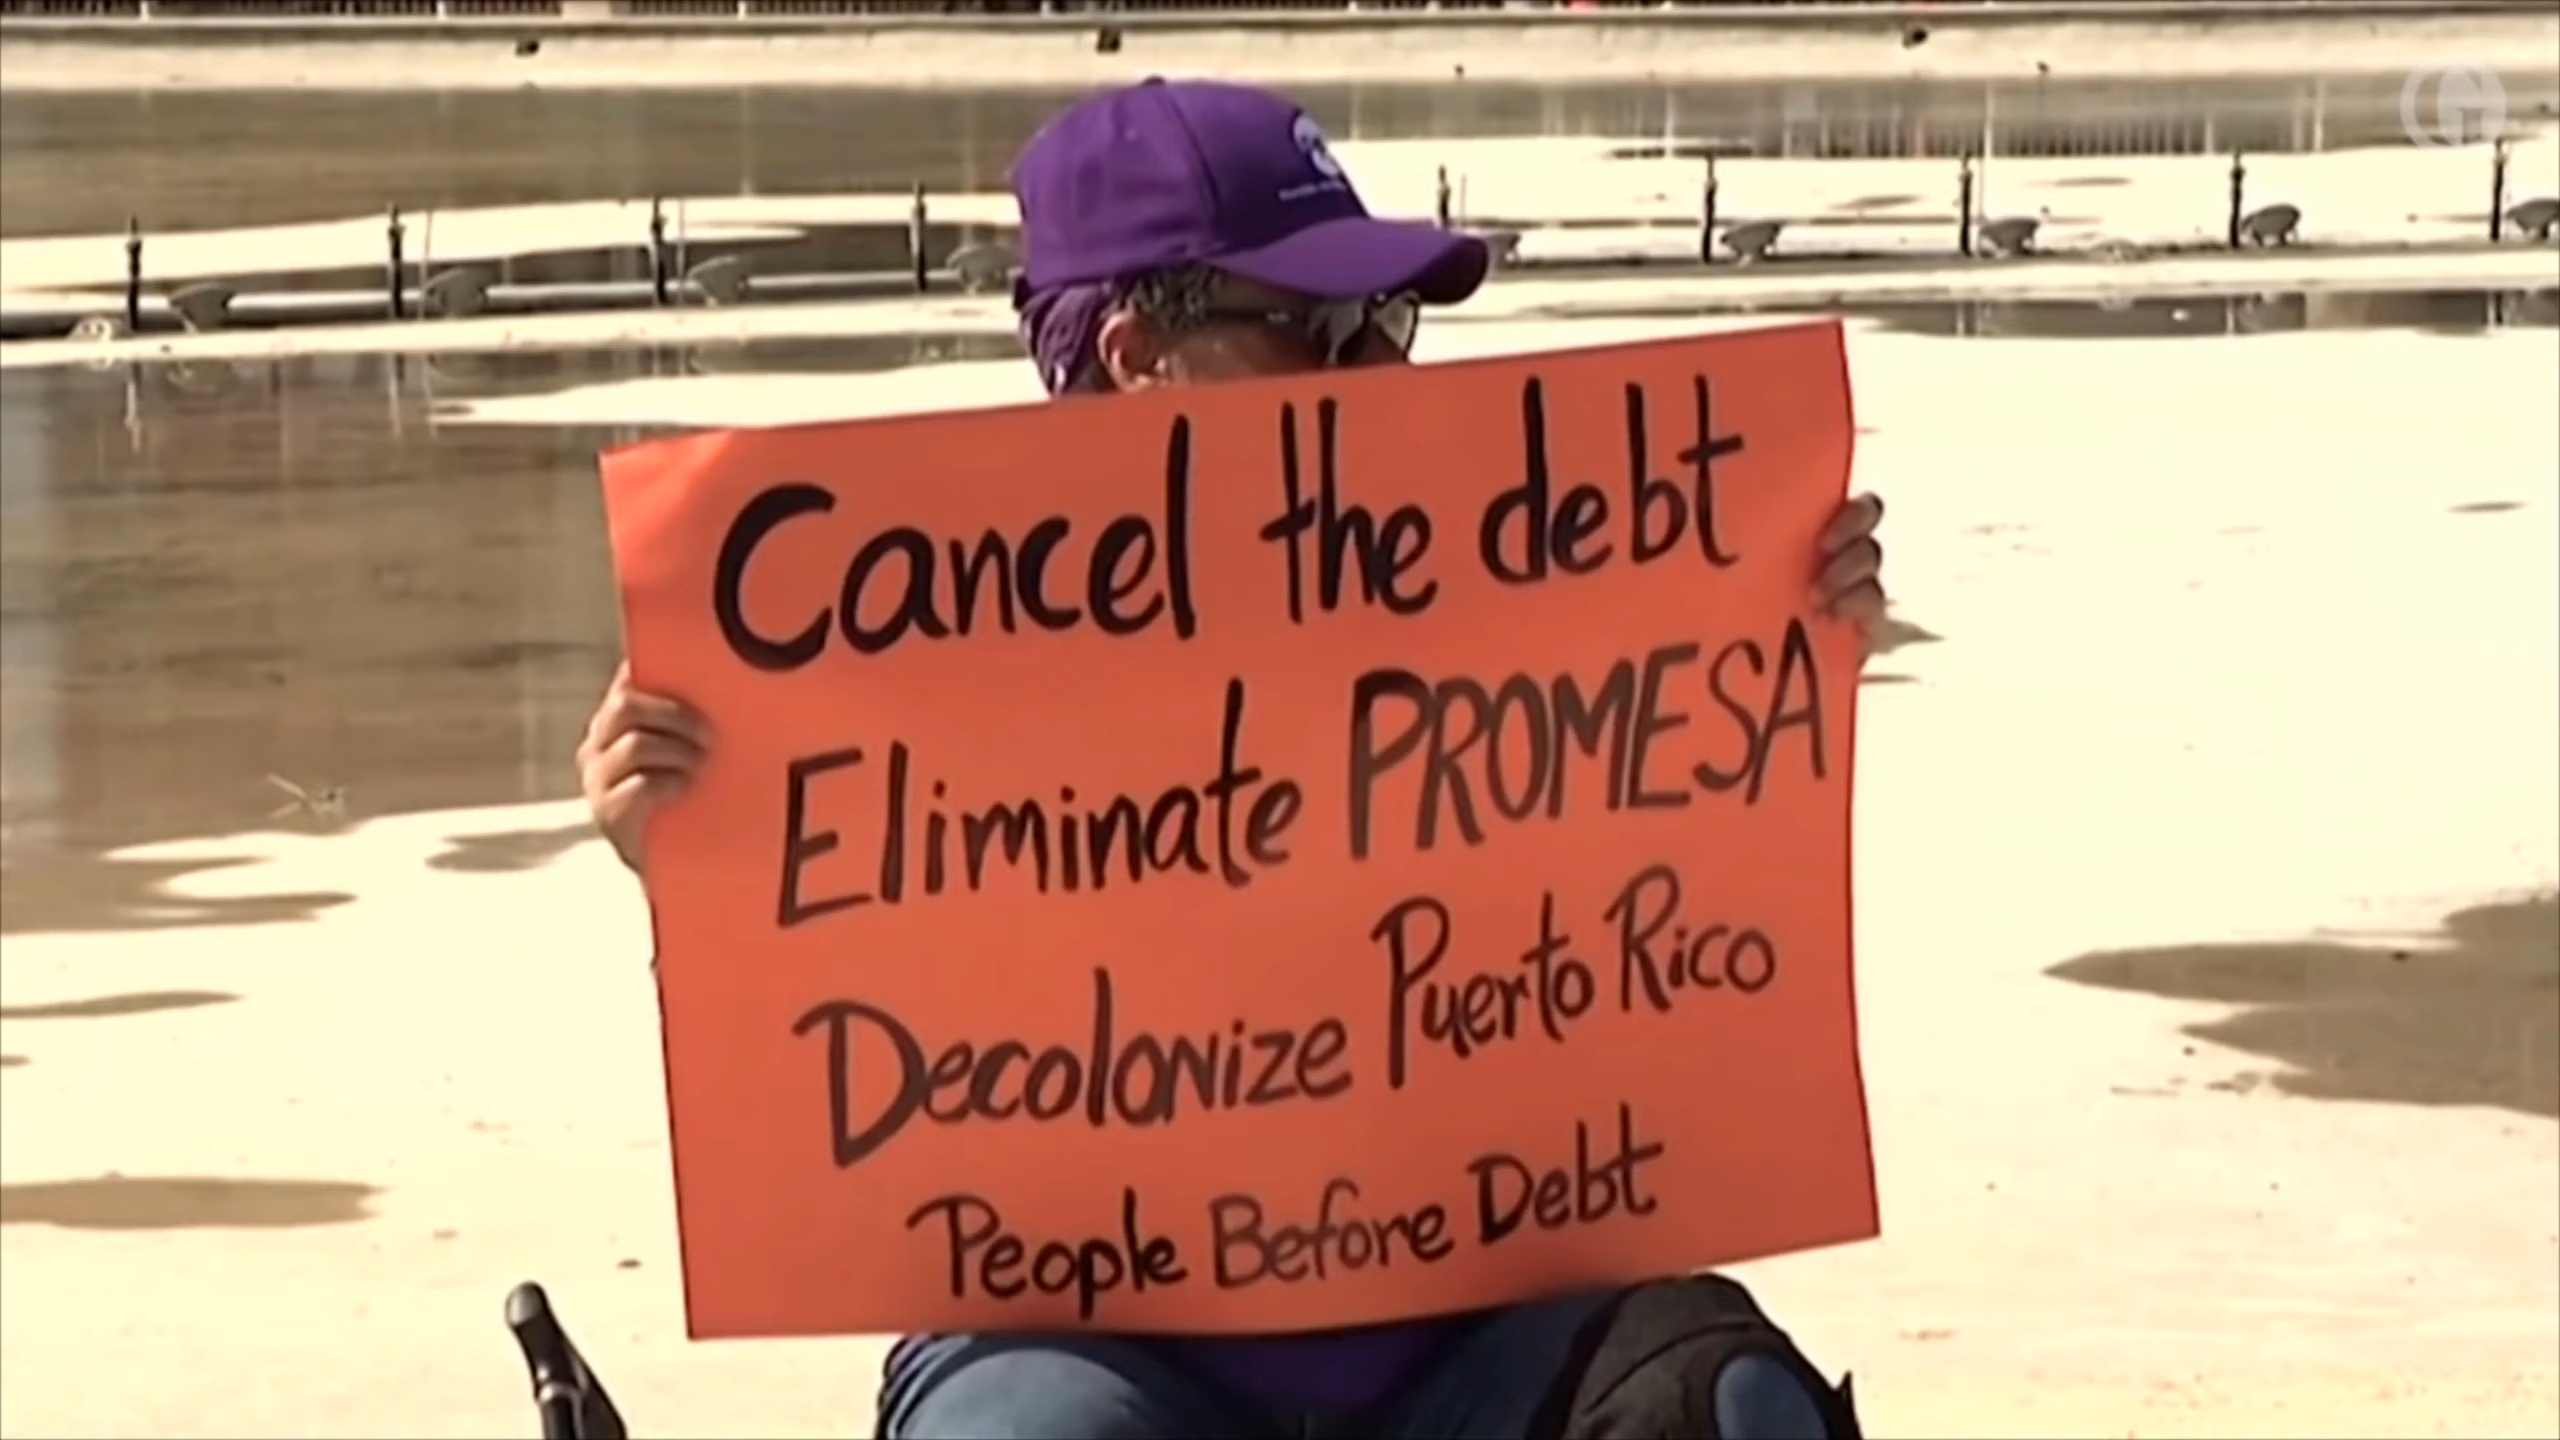 Cancel the debt
Eliminate PROMESA
Decolonize Puerto Rico
People Before Debt